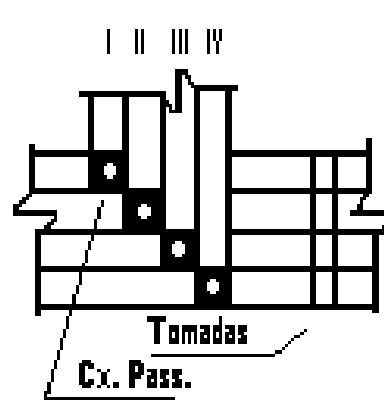 I II III IV
Tomadas
Cx. Pass.